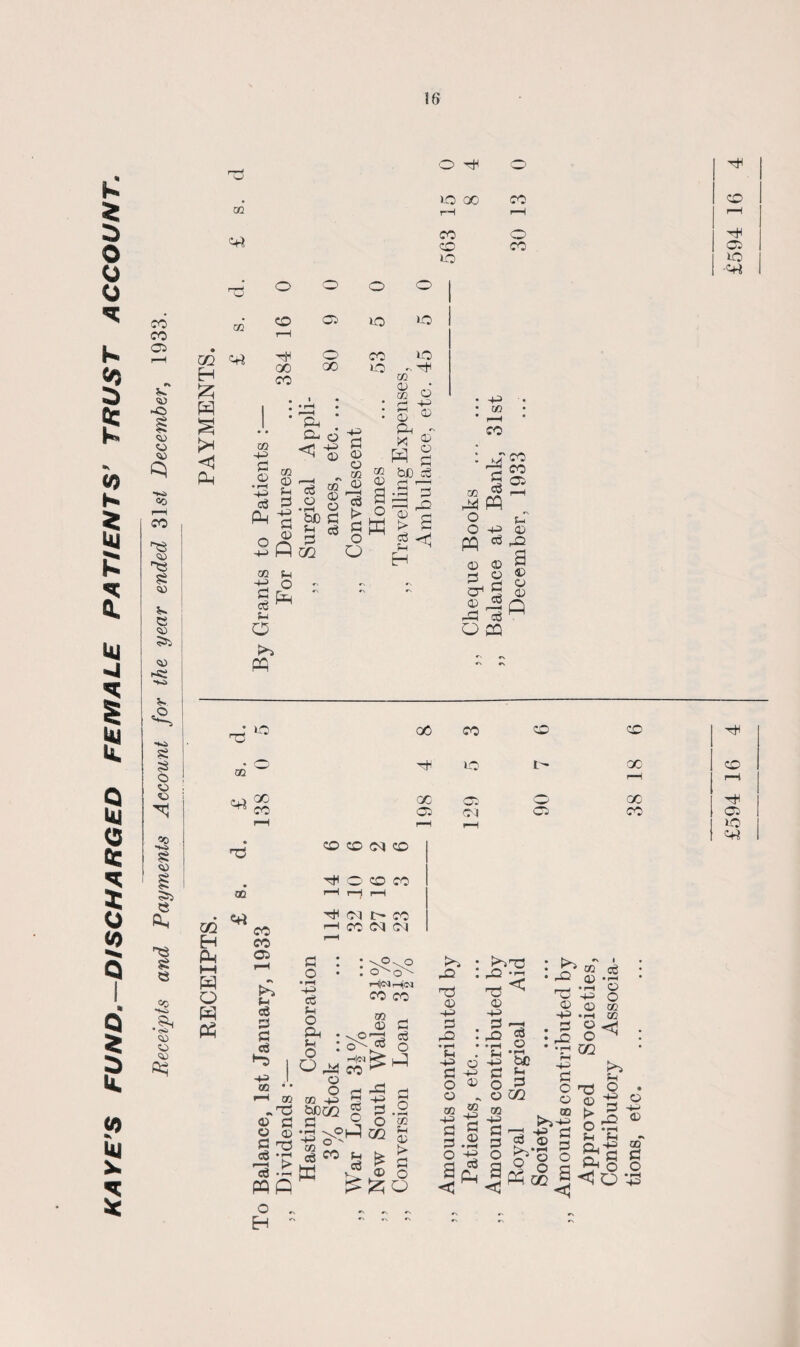 16
KAYE'S FUND.—DISCHARGED FEMALE PATIENTS' TRUST ACCOUNT.
Receipts and Payments Account for the year ended 31st December, 1933.
RECEIPTS.
£ s. d. £ s. d.
To Balance, 1st January, 1933 138 0 5
,, Dividends :—
Hastings Corporation
3% Stock ... ... 114 14 6
,, War Loan 3½% ... 32 10 6
,, New South Wales 3½% 27 16 2
,, Conversion Loan 3½% 23 3 6
198 4 8
,, Amounts contributed by
Patients, etc. ... ... 129 5 3
,, Amounts contributed by
Royal Surgical Aid
Society ... ... ... 90 7 6
,, Amounts contributed by
Approved Societies,
Contributory Associa-
tions, etc. ... ... 38 18 6
£594 16 4
PAYMENTS.
£ s. d. £ s. d
By Grants to Patients :—
For Dentures ... 384 16 0
,, Surgical Appli-
ances, etc. ... 80 9 0
,, Convalescent
Homes ... 53 5 0
,, Travelling Expenses,
Ambulance, etc. 45 5 0
563 15 0
,, Cheque Books ... ... 8 4
,, Balance at Bank, 31st
December, 1933 ... 30 13 0
£594 16 4